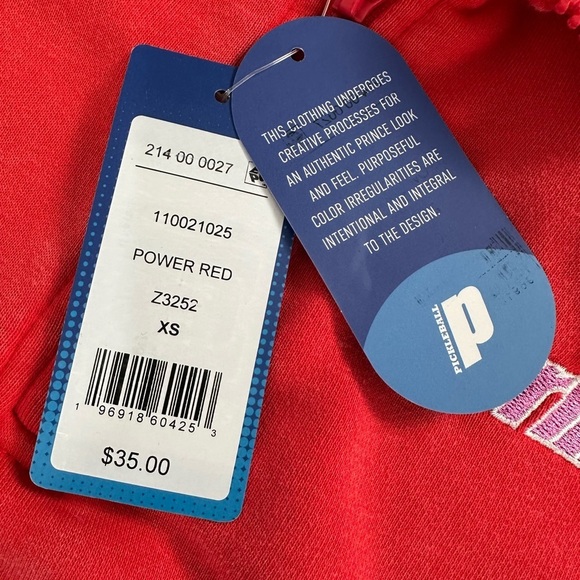 214 00 0027
110021025
POWER RED
Z3252
XS
1 96918 60425 3
$35.00
THIS CLOTHING UNDERGOES
CREATIVE PROCESSES FOR
AN AUTHENTIC PRINCE LOOK
AND FEEL. PURPOSEFUL
COLOR IRREGULARITIES ARE
INTENTIONAL AND INTEGRAL
TO THE DESIGN.
P
PICKLEBALL